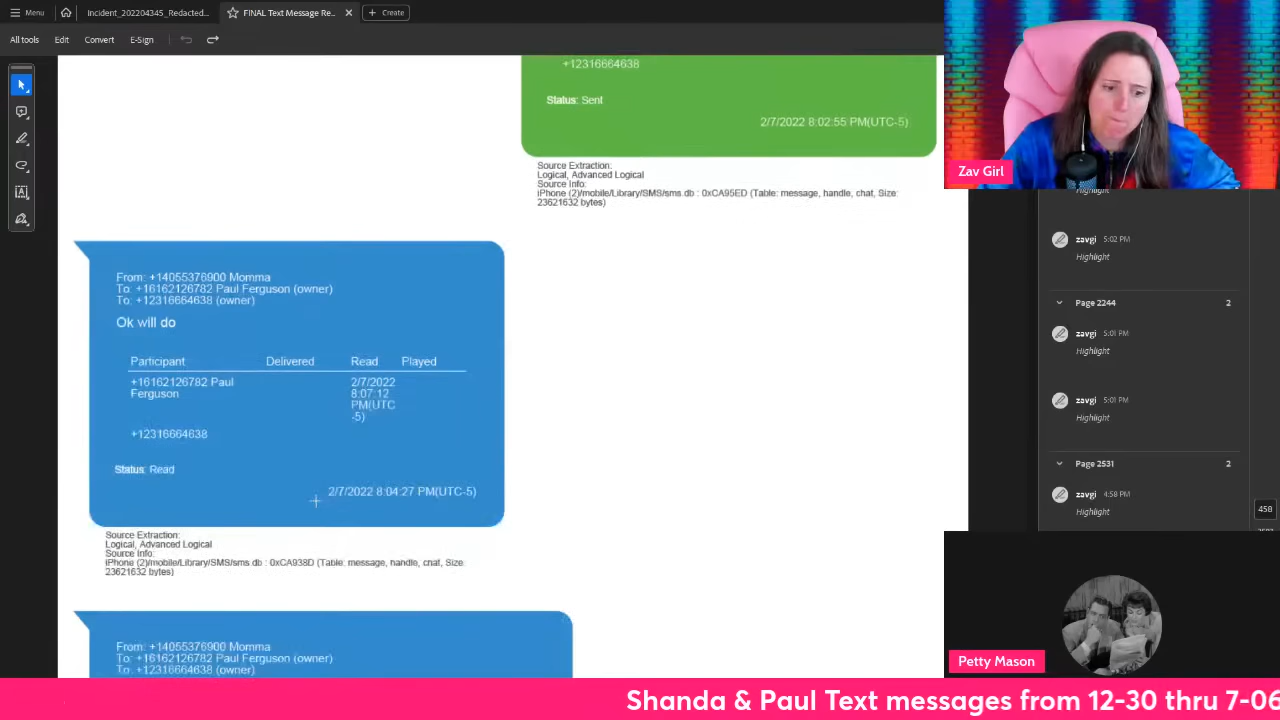 Menu
Incident_202204345_Redacted...
FINAL Text Message Re...
Create
All tools
Edit
Convert
E-Sign
+12316664638
Status: Sent
2/7/2022 8:02:55 PM(UTC-5)
Source Extraction:
Logical, Advanced Logical
Source Info:
iPhone (2)/mobile/Library/SMS/sms.db : 0xCA95ED (Table: message, handle, chat, Size:
23621632 bytes)
From: +14055376900 Momma
To: +16162126782 Paul Ferguson (owner)
To: +12316664638 (owner)
Ok will do
Participant Delivered Read Played
+16162126782 Paul
Ferguson
2/7/2022
8:07:12
PM(UTC
-5)
+12316664638
Status: Read
2/7/2022 8:04:27 PM(UTC-5)
Source Extraction:
Logical, Advanced Logical
Source Info:
iPhone (2)/mobile/Library/SMS/sms.db : 0xCA938D (Table: message, handle, chat, Size:
23621632 bytes)
From: +14055376900 Momma
To: +16162126782 Paul Ferguson (owner)
To: +12316664638 (owner)
Zav Girl
Highlight
zavgi 5:02 PM
Highlight
Page 2244 2
zavgi 5:01 PM
Highlight
zavgi 5:01 PM
Highlight
Page 2531 2
zavgi 4:58 PM
Highlight
458
Petty Mason
Shanda & Paul Text messages from 12-30 thru 7-06